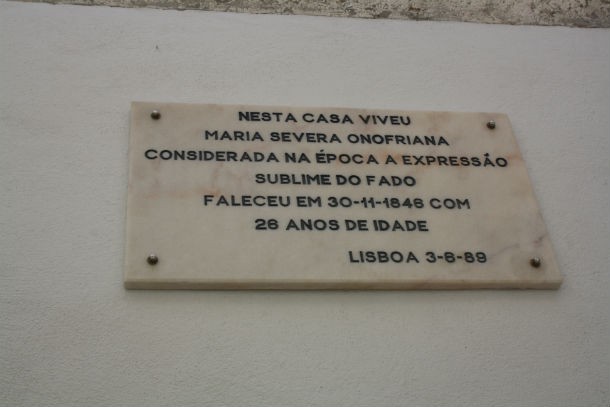 NESTA CASA VIVEU
MARIA SEVERA ONOFRIANA
CONSIDERADA NA ÉPOCA A EXPRESSÃO
SUBLIME DO FADO
FALECEU EM 30-11-1846 COM
26 ANOS DE IDADE
LISBOA 3-6-89